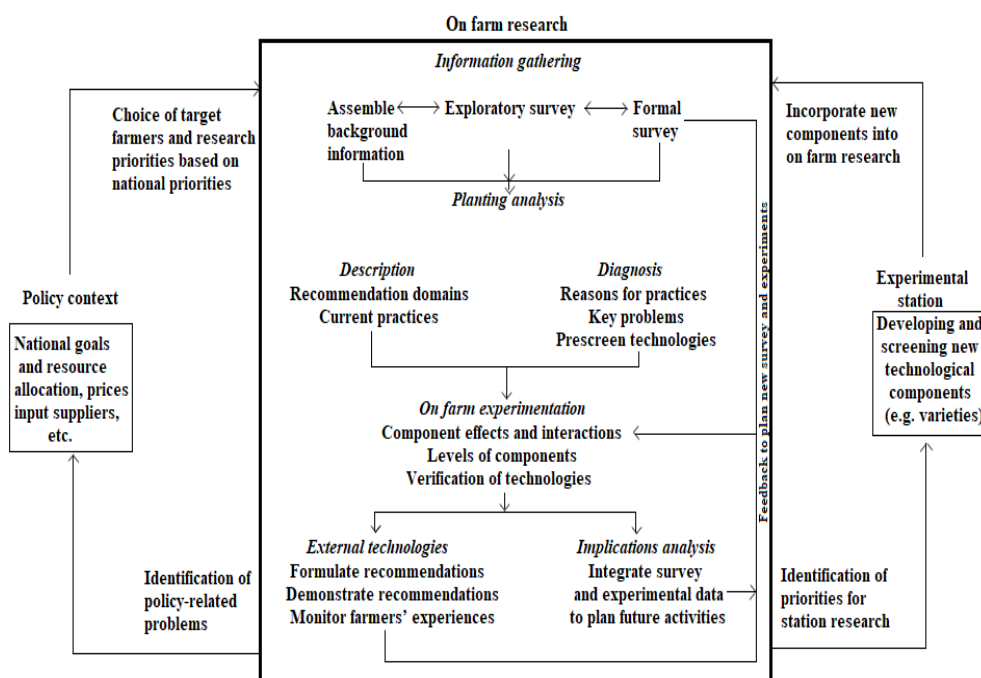 On farm research
Information gathering
Assemble
background
information
Exploratory survey
Formal
survey
Planting analysis
Description
Recommendation domains
Current practices
Diagnosis
Reasons for practices
Key problems
Prescreen technologies
On farm experimentation
Component effects and interactions
Levels of components
Verification of technologies
External technologies
Formulate recommendations
Demonstrate recommendations
Monitor farmers’ experiences
Implications analysis
Integrate survey
and experimental data
to plan future activities
Feedback to plan new survey and experiments
Choice of target
farmers and research
priorities based on
national priorities
Policy context
National goals
and resource
allocation, prices
input suppliers,
etc.
Identification of
policy-related
problems
Incorporate new
components into
on farm research
Experimental
station
Developing and
screening new
technological
components
(e.g. varieties)
Identification of
priorities for
station research